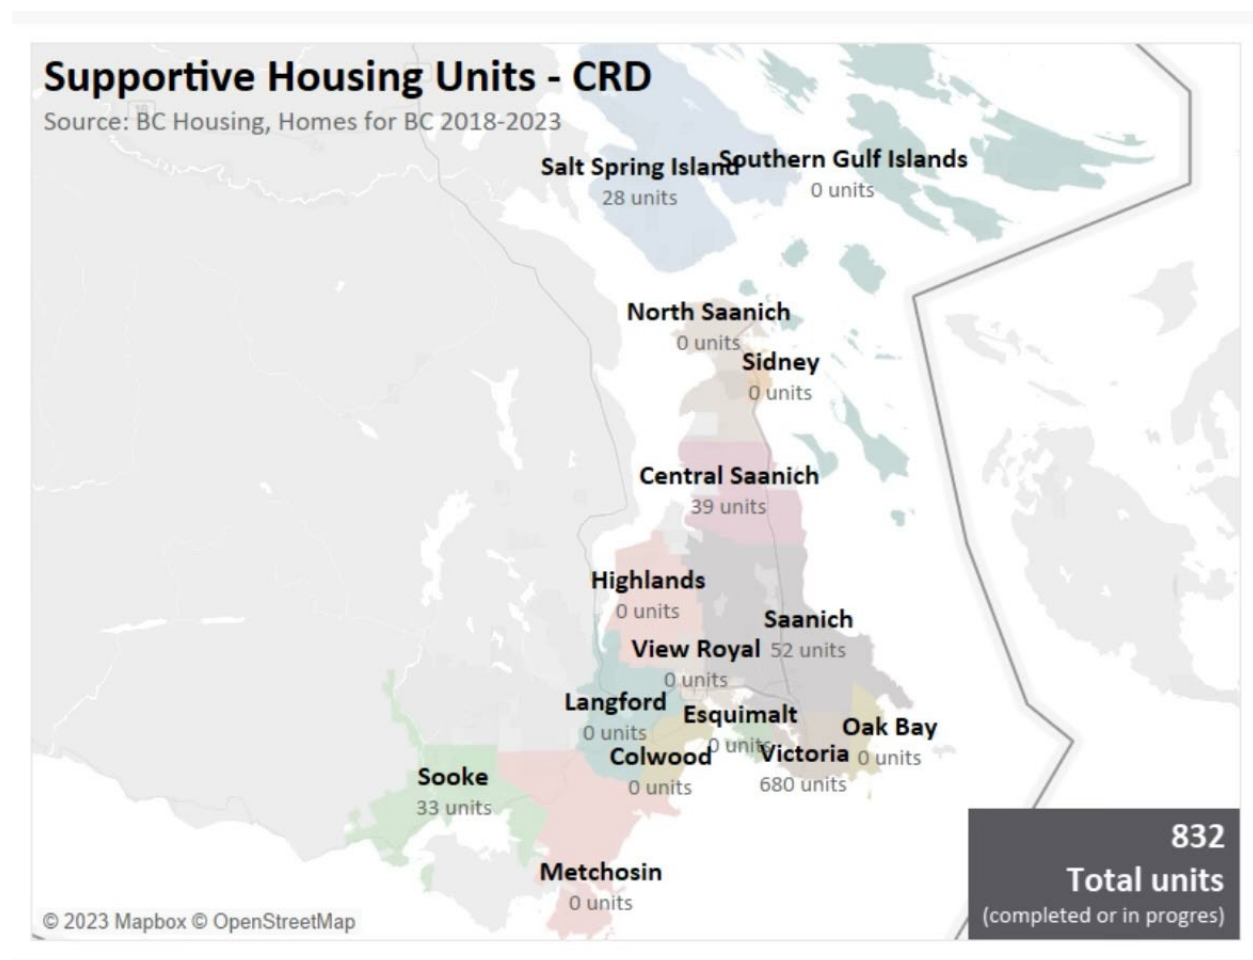 Supportive Housing Units - CRD
Source: BC Housing, Homes for BC 2018-2023
Salt Spring Island
28 units
Southern Gulf Islands
0 units
North Saanich
0 units
Sidney
0 units
Central Saanich
39 units
Highlands
0 units
Saanich
52 units
View Royal
0 units
Langford
0 units
Esquimalt
0 units
Oak Bay
0 units
Colwood
0 units
Victoria
680 units
Sooke
33 units
Metchosin
0 units
832
Total units
(completed or in progres)
© 2023 Mapbox © OpenStreetMap